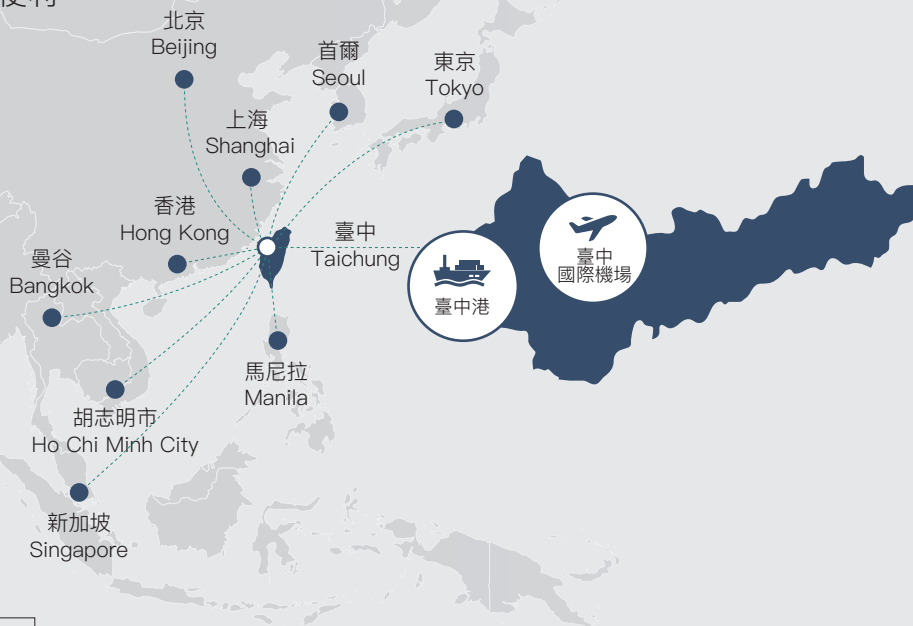 便利
北京
Beijing
首爾
Seoul
東京
Tokyo
上海
Shanghai
香港
Hong Kong
臺中
Taichung
曼谷
Bangkok
臺中
國際機場
臺中港
馬尼拉
Manila
胡志明市
Ho Chi Minh City
新加坡
Singapore